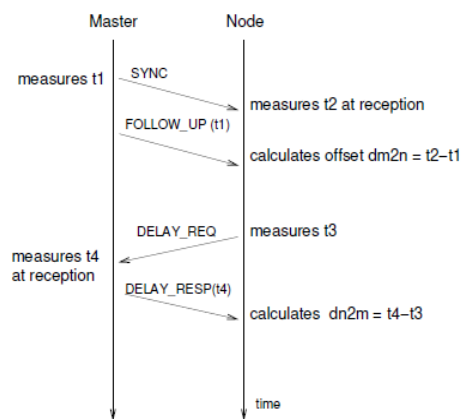 Master
Node
measures t1
SYNC
measures t2 at reception
FOLLOW_UP (t1)
calculates offset dm2n = t2−t1
DELAY_REQ
measures t3
measures t4
at reception
DELAY_RESP(t4)
calculates dn2m = t4−t3
time